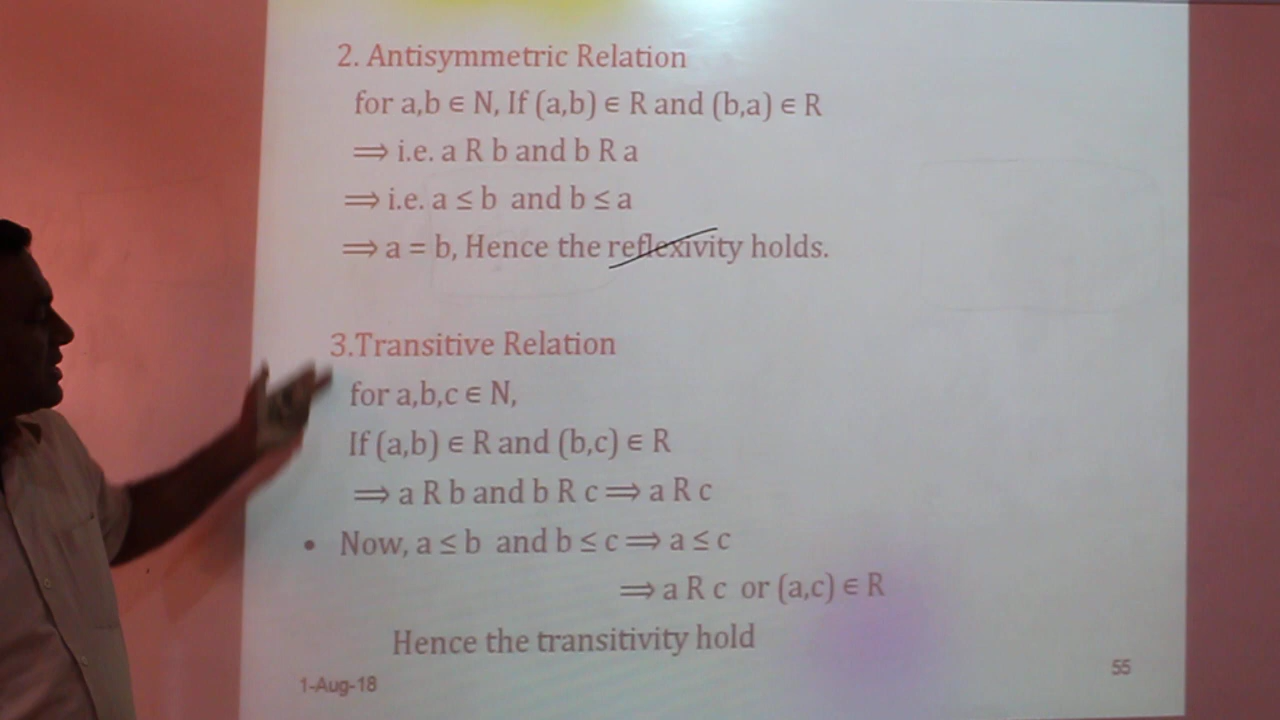 2. Antisymmetric Relation
for a,b ∈ N, If (a,b) ∈ R and (b,a) ∈ R
⟹ i.e. a R b and b R a
⟹ i.e. a ≤ b and b ≤ a
⟹ a = b, Hence the reflexivity holds.
3.Transitive Relation
for a,b,c ∈ N,
If (a,b) ∈ R and (b,c) ∈ R
⟹ a R b and b R c ⟹ a R c
• Now, a ≤ b and b ≤ c ⟹ a ≤ c
⟹ a R c or (a,c) ∈ R
Hence the transitivity hold
1-Aug-18
55